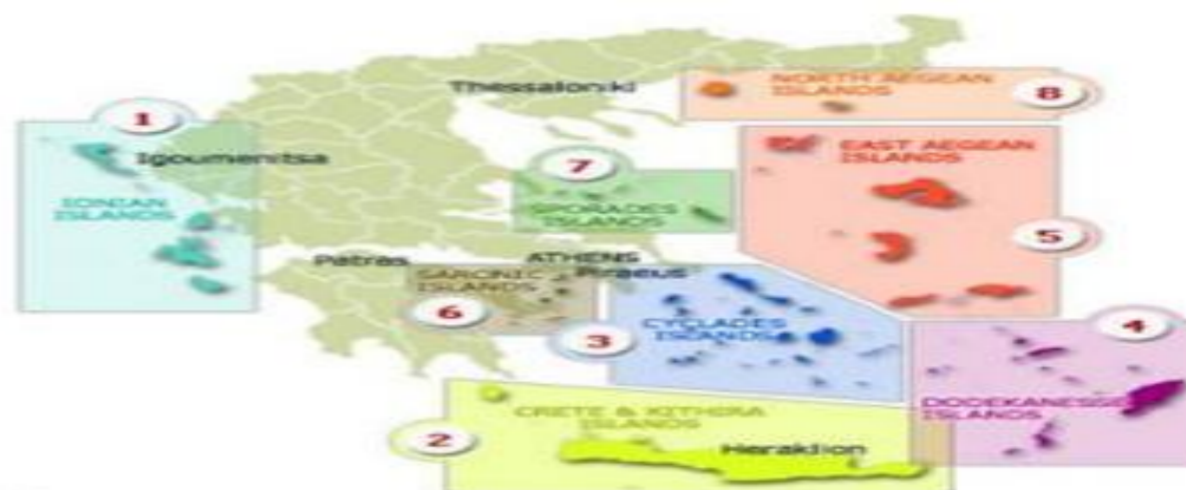 Thessaloniki
NORTH AEGEAN
ISLANDS
8
1
Igoumenitsa
IONIAN
ISLANDS
7
SPORADES
ISLANDS
EAST AEGEAN
ISLANDS
5
Patras
ATHENS
Piraeus
SARONIC
ISLANDS
6
3
CYCLADES
ISLANDS
4
DODEKANESSE
ISLANDS
2
CRETE & KITHIRA
ISLANDS
Heraklion